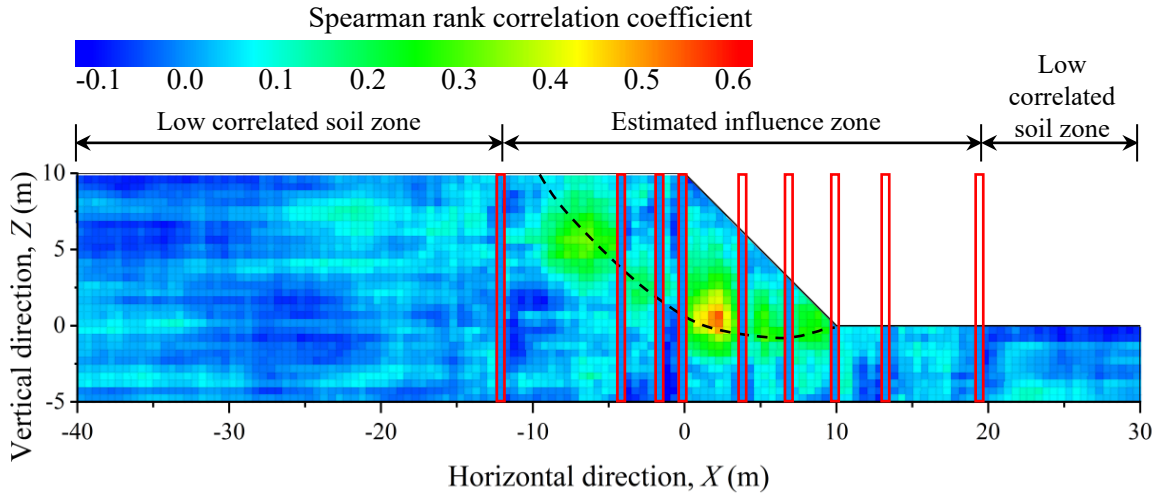 Spearman rank correlation coefficient
-0.1 0.0 0.1 0.2 0.3 0.4 0.5 0.6
Low correlated soil zone
Estimated influence zone
Low
correlated
soil zone
Vertical direction, Z (m)
10
5
0
-5
-40 -30 -20 -10 0 10 20 30
Horizontal direction, X (m)